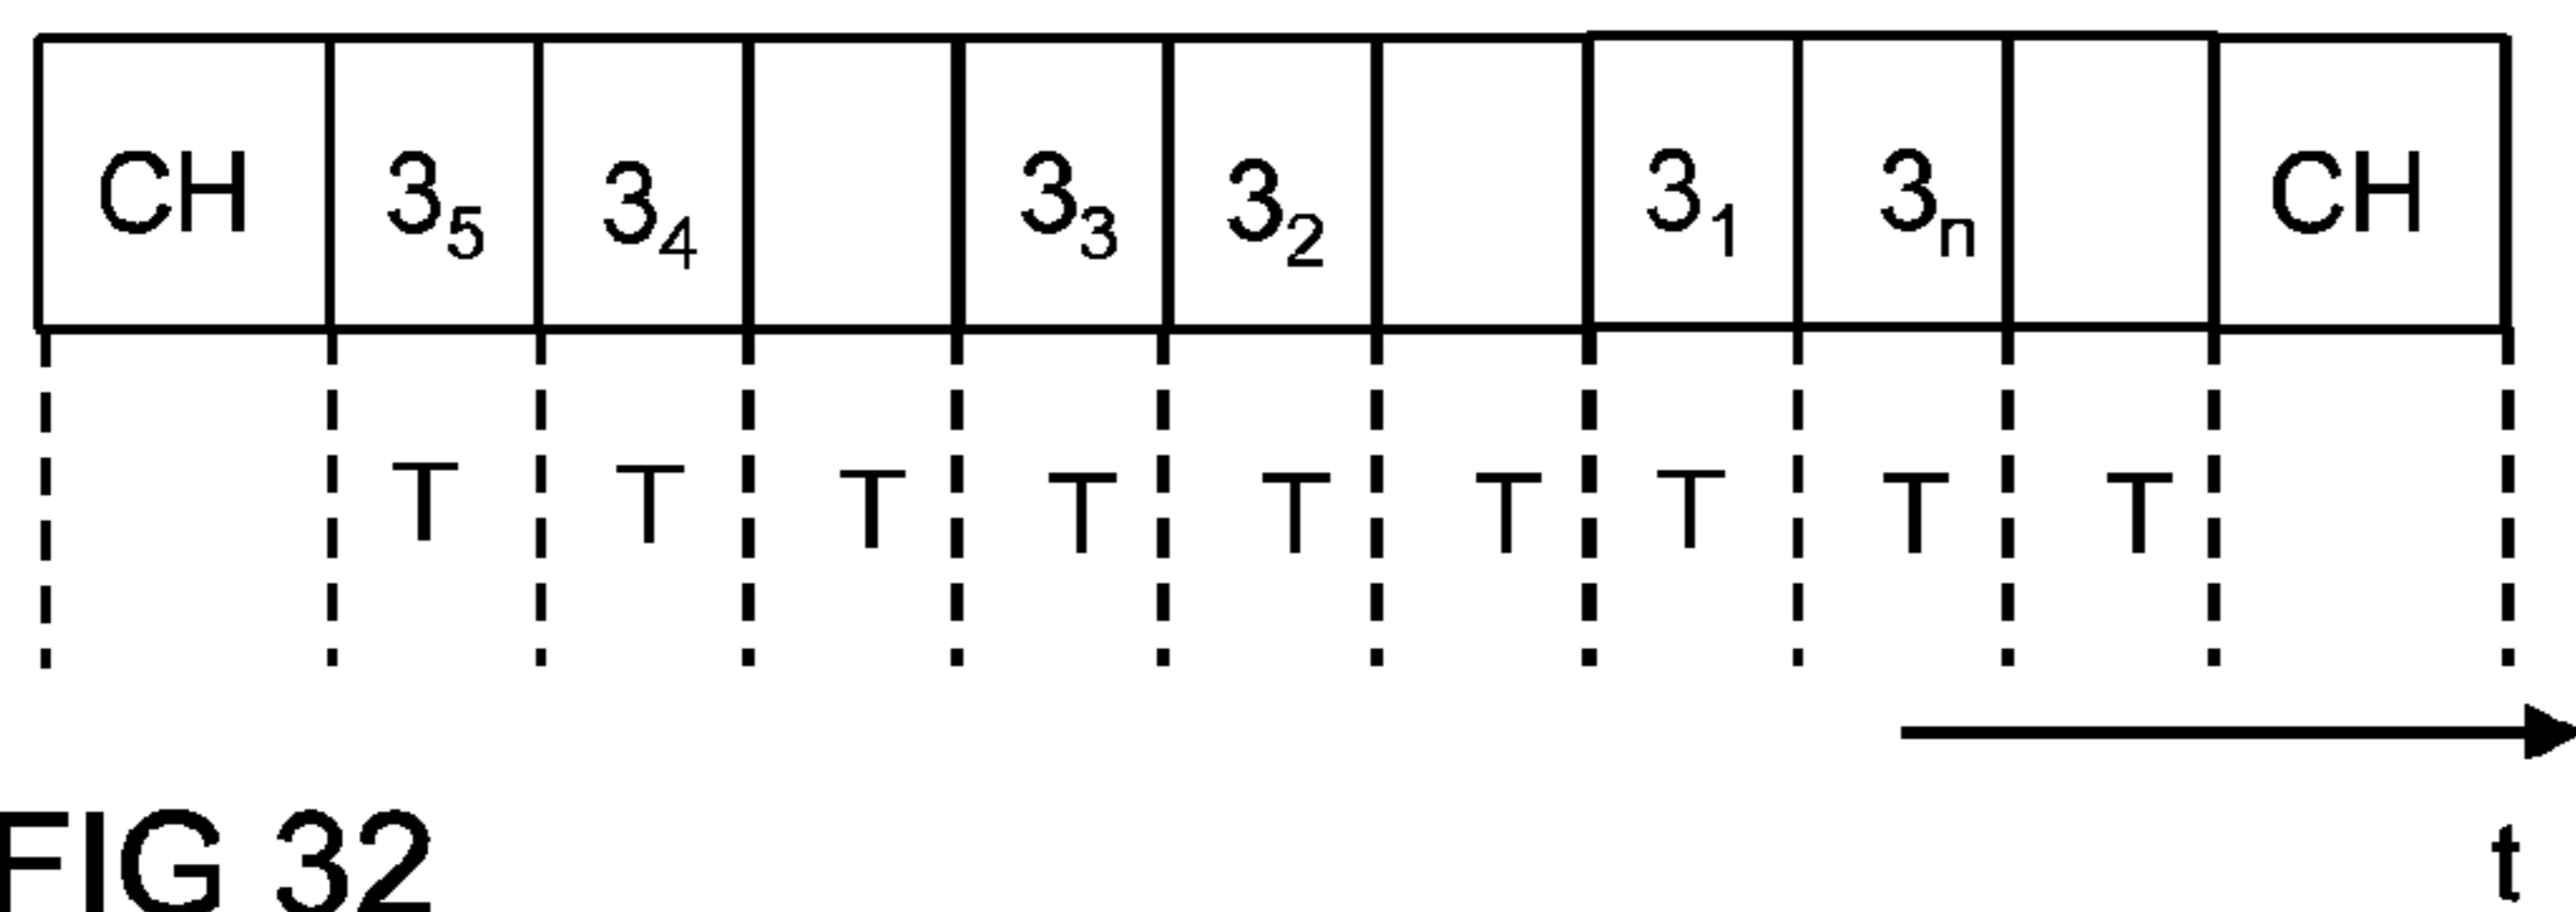 CH 3₅ 3₄ 3₃ 3₂ 3₁ 3ₙ CH
T T T T T T T T T
t
FIG 32